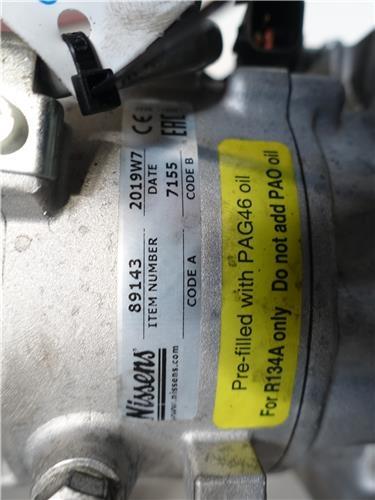 Nissens
www.nissens.com
89143
ITEM NUMBER
2019W7
DATE
CODE A
7155
CODE B
CE
EAC
Pre-filled with PAG46 oil
For R134A only Do not add PAO oil